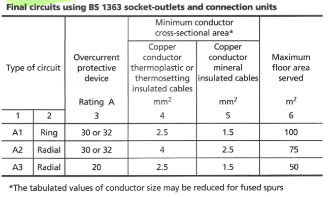 Final circuits using BS 1363 socket-outlets and connection units
Minimum conductor
cross-sectional area*
Type of circuit
Overcurrent
protective
device
Copper
conductor
thermoplastic or
thermosetting
insulated cables
Copper
conductor
mineral
insulated cables
Maximum
floor area
served
Rating A
mm²
mm²
m²
1 2 3 4 5 6
A1 Ring 30 or 32 2.5 1.5 100
A2 Radial 30 or 32 4 2.5 75
A3 Radial 20 2.5 1.5 50
*The tabulated values of conductor size may be reduced for fused spurs